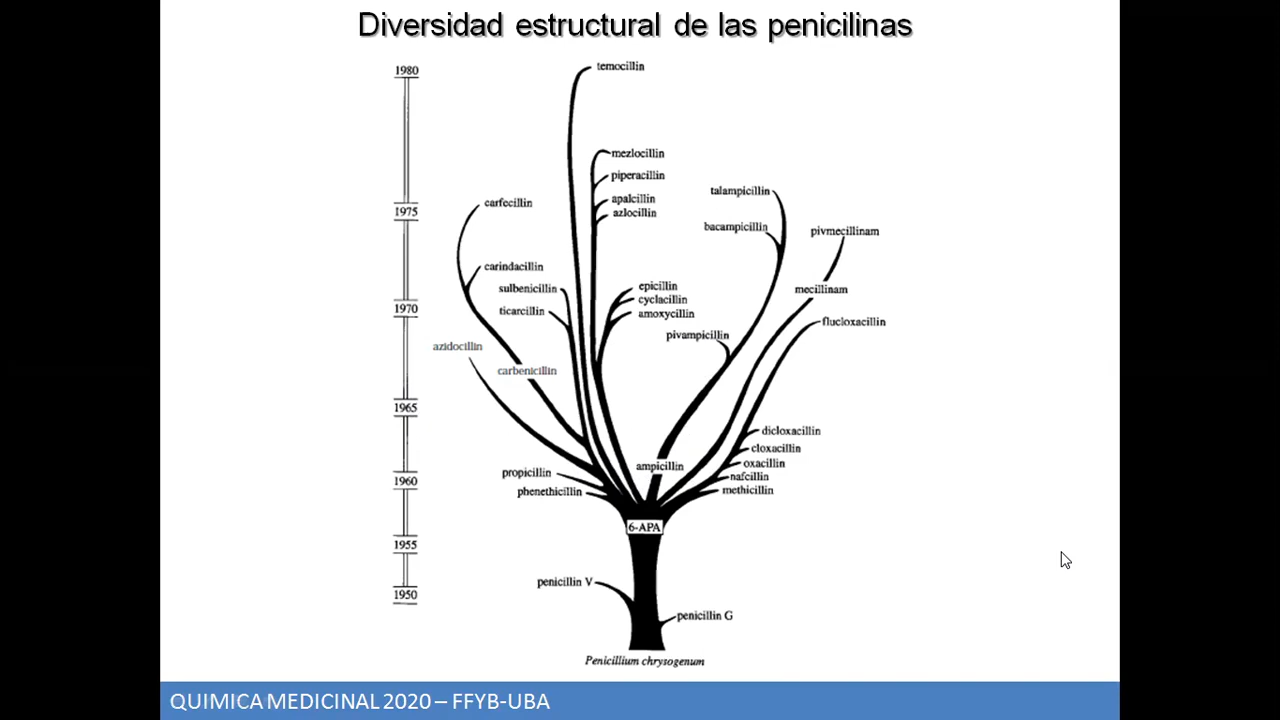 Diversidad estructural de las penicilinas
1980
temocillin
mezlocillin
piperacillin
talampicillin
apalcillin
carfecillin
1975
azlocillin
bacampicillin
pivmecillinam
carindacillin
epicillin
sulbenicillin
mecillinam
cyclacillin
1970
ticarcillin
amoxycillin
flucloxacillin
pivampicillin
azidocillin
carbenicillin
1965
dicloxacillin
cloxacillin
oxacillin
ampicillin
propicillin
nafcillin
1960
phenethicillin
methicillin
6-APA
1955
penicillin V
1950
penicillin G
Penicillium chrysogenum
QUIMICA MEDICINAL 2020 – FFYB-UBA